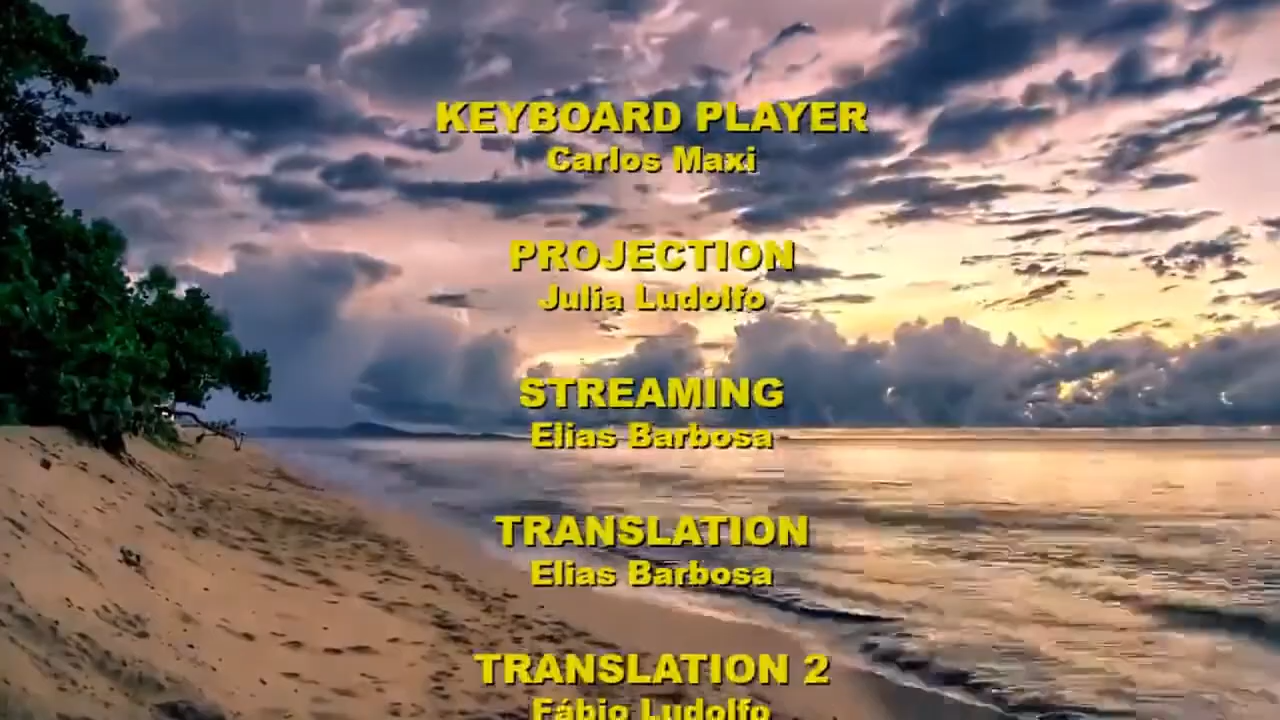 KEYBOARD PLAYER
Carlos Maxi
PROJECTION
Julia Ludolfo
STREAMING
Elias Barbosa
TRANSLATION
Elias Barbosa
TRANSLATION 2
Fábio Ludolfo